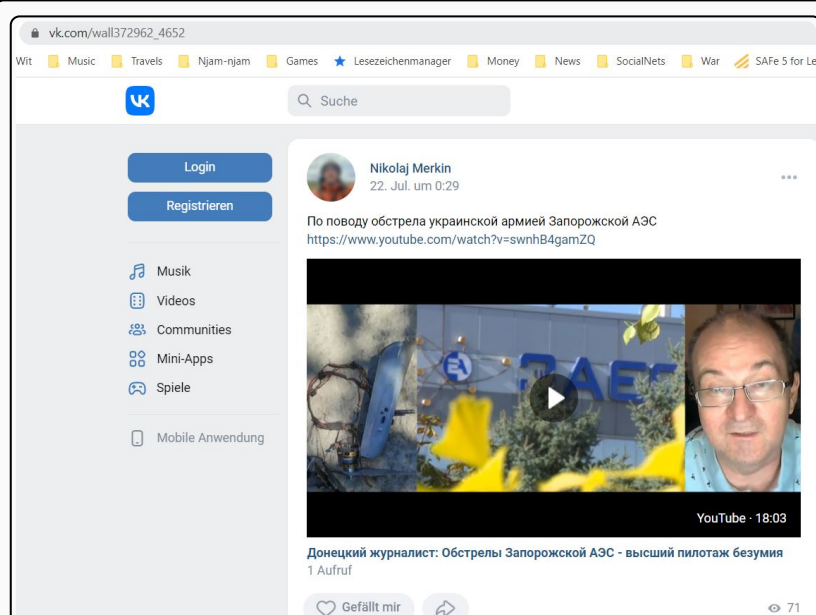 vk.com/wall372962_4652
Wit Music Travels Njam-njam Games Lesezeichenmanager Money News SocialNets War SAFe 5 for Le
Suche
Login
Registrieren
Musik
Videos
Communities
Mini-Apps
Spiele
Mobile Anwendung
Nikolaj Merkin
22. Jul. um 0:29
По поводу обстрела украинской армией Запорожской АЭС
https://www.youtube.com/watch?v=swnhB4gamZQ
ЗАЕС
YouTube · 18:03
Донецкий журналист: Обстрелы Запорожской АЭС - высший пилотаж безумия
1 Aufruf
Gefällt mir
71